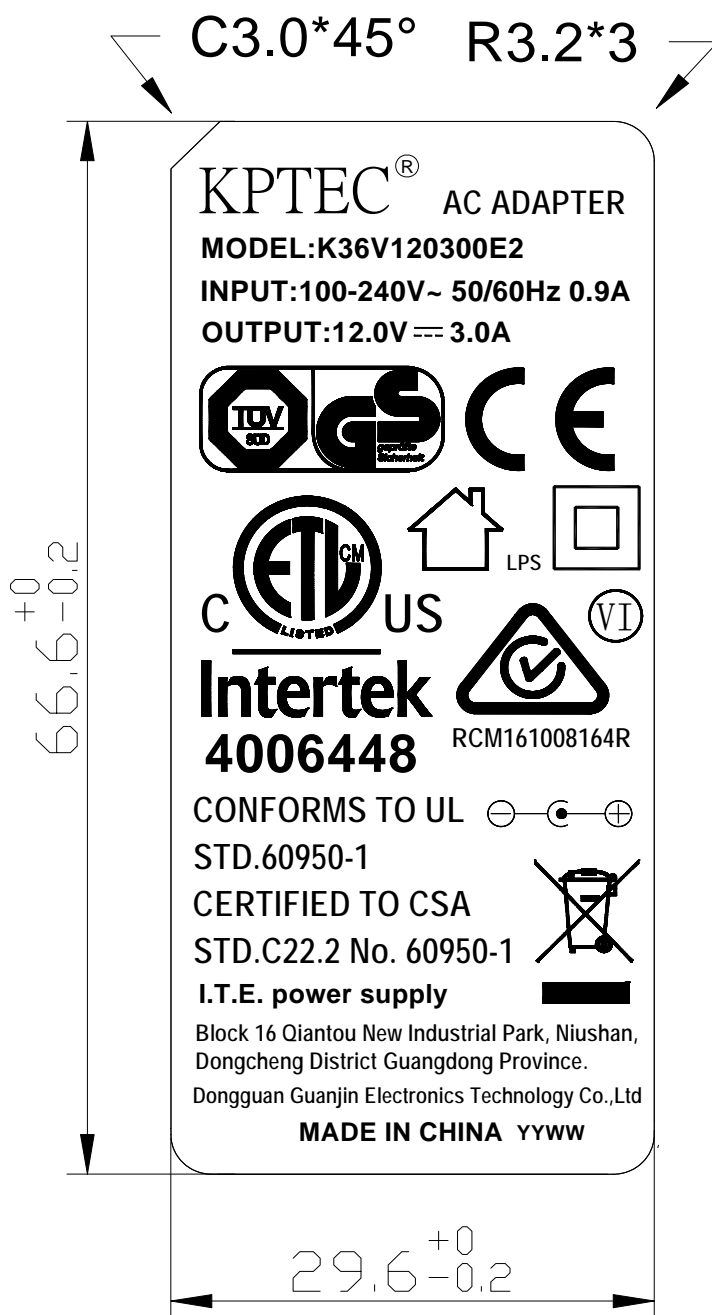 C3.0*45° R3.2*3
KPTEC® AC ADAPTER
MODEL:K36V120300E2
INPUT:100-240V~ 50/60Hz 0.9A
OUTPUT:12.0V⎓3.0A
TÜV
SÜD
GS
geprüfte
Sicherheit
CE
ETL
CM
LISTED
C US
LPS
VI
Intertek
4006448
RCM161008164R
CONFORMS TO UL
STD.60950-1
CERTIFIED TO CSA
STD.C22.2 No. 60950-1
I.T.E. power supply
Block 16 Qiantou New Industrial Park, Niushan,
Dongcheng District Guangdong Province.
Dongguan Guanjin Electronics Technology Co.,Ltd
MADE IN CHINA YYWW
66.6 +0 -0.2
29.6 +0 -0.2